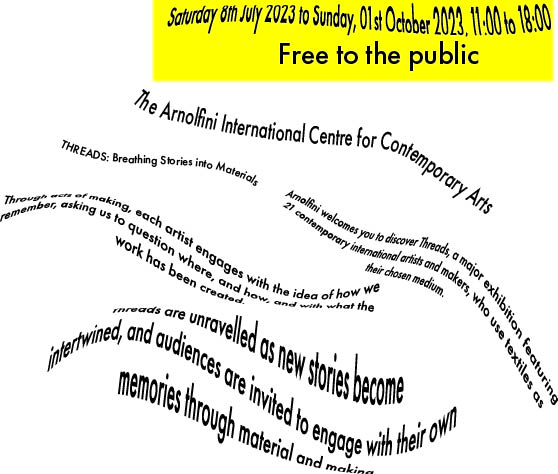 Saturday 8th July 2023 to Sunday, 01st October 2023, 11:00 to 18:00
Free to the public
The Arnolfini International Centre for Contemporary Arts
THREADS: Breathing Stories into Materials
Arnolfini welcomes you to discover Threads, a major exhibition featuring
21 contemporary international artists and makers, who use textiles as
their chosen medium.
Through acts of making, each artist engages with the idea of how we
remember, asking us to question where, and how, and with what the
work has been created.
Threads are unravelled as new stories become
intertwined, and audiences are invited to engage with their own
memories through material and making